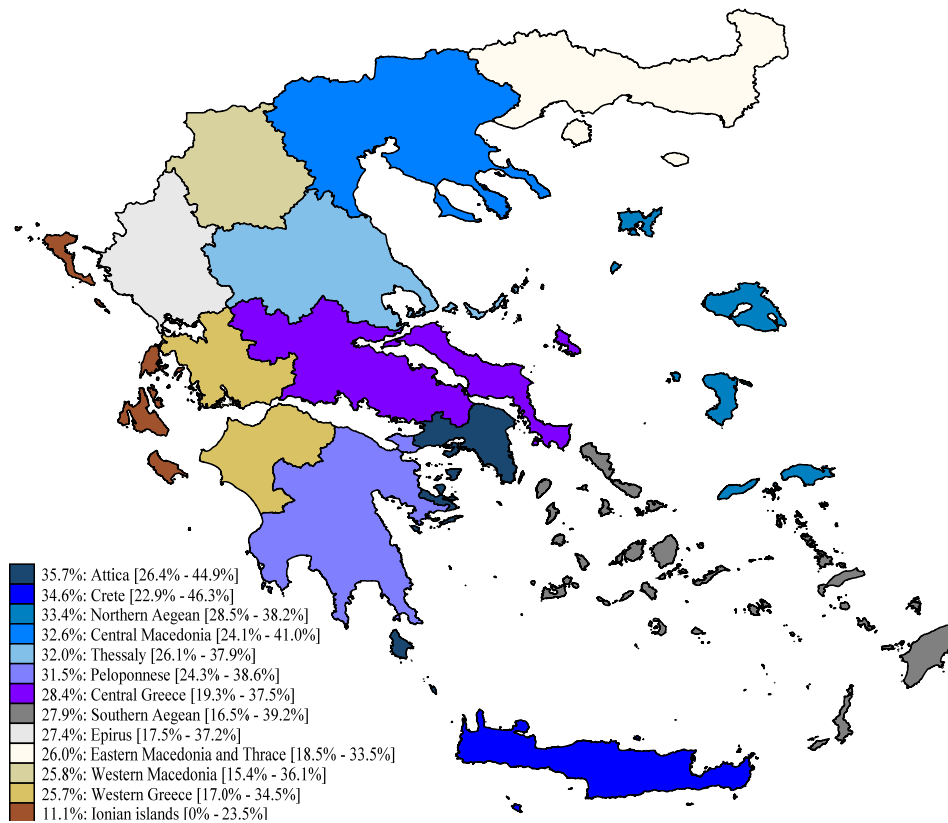 35.7%: Attica [26.4% - 44.9%]
34.6%: Crete [22.9% - 46.3%]
33.4%: Northern Aegean [28.5% - 38.2%]
32.6%: Central Macedonia [24.1% - 41.0%]
32.0%: Thessaly [26.1% - 37.9%]
31.5%: Peloponnese [24.3% - 38.6%]
28.4%: Central Greece [19.3% - 37.5%]
27.9%: Southern Aegean [16.5% - 39.2%]
27.4%: Epirus [17.5% - 37.2%]
26.0%: Eastern Macedonia and Thrace [18.5% - 33.5%]
25.8%: Western Macedonia [15.4% - 36.1%]
25.7%: Western Greece [17.0% - 34.5%]
11.1%: Ionian islands [0% - 23.5%]